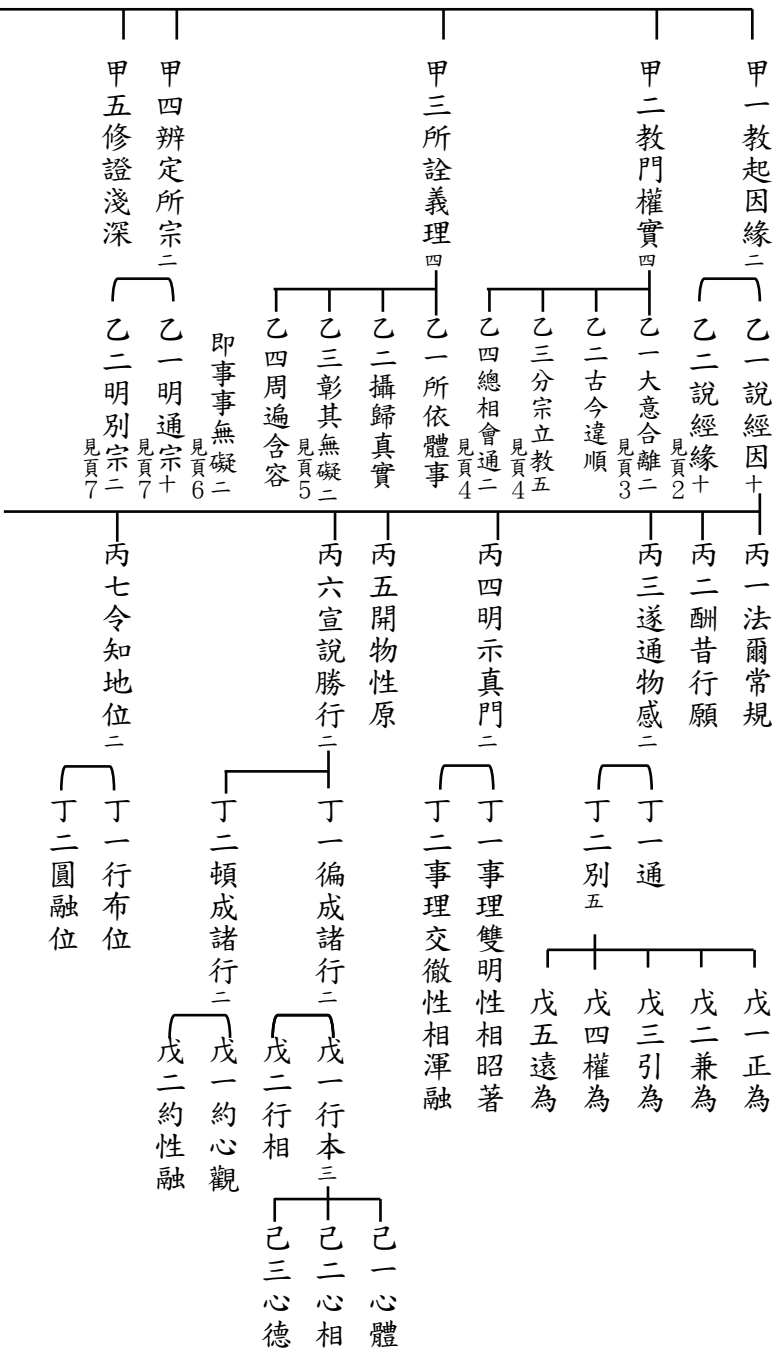 甲一教起因緣二
甲二教門權實四
甲三所詮義理四
甲四辨定所宗二
甲五修證淺深
乙一說經因十
乙二說經緣十
見頁2
乙一大意合離二
見頁3
乙二古今違順
乙三分宗立教五
見頁4
乙四總相會通二
見頁4
乙一所依體事
乙二攝歸真實
乙三彰其無礙二
見頁5
乙四周遍含容
即事事無礙二
見頁6
乙一明通宗十
見頁7
乙二明別宗二
見頁7
丙一法爾常規
丙二酬昔行願
丙三遂通物感二
丙四明示真門二
丙五開物性原
丙六宣說勝行二
丙七令知地位二
丁一通
丁二別五
丁一事理雙明性相昭著
丁二事理交徹性相渾融
丁一徧成諸行二
丁二頓成諸行二
丁一行布位
丁二圓融位
戊一正為
戊二兼為
戊三引為
戊四權為
戊五遠為
戊一行本三
戊二行相
戊一約心觀
戊二約性融
己一心體
己二心相
己三心德